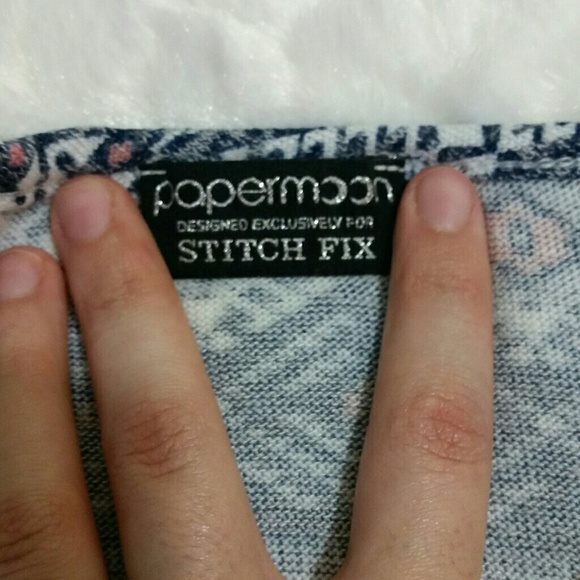 papermoon
DESIGNED EXCLUSIVELY FOR
STITCH FIX